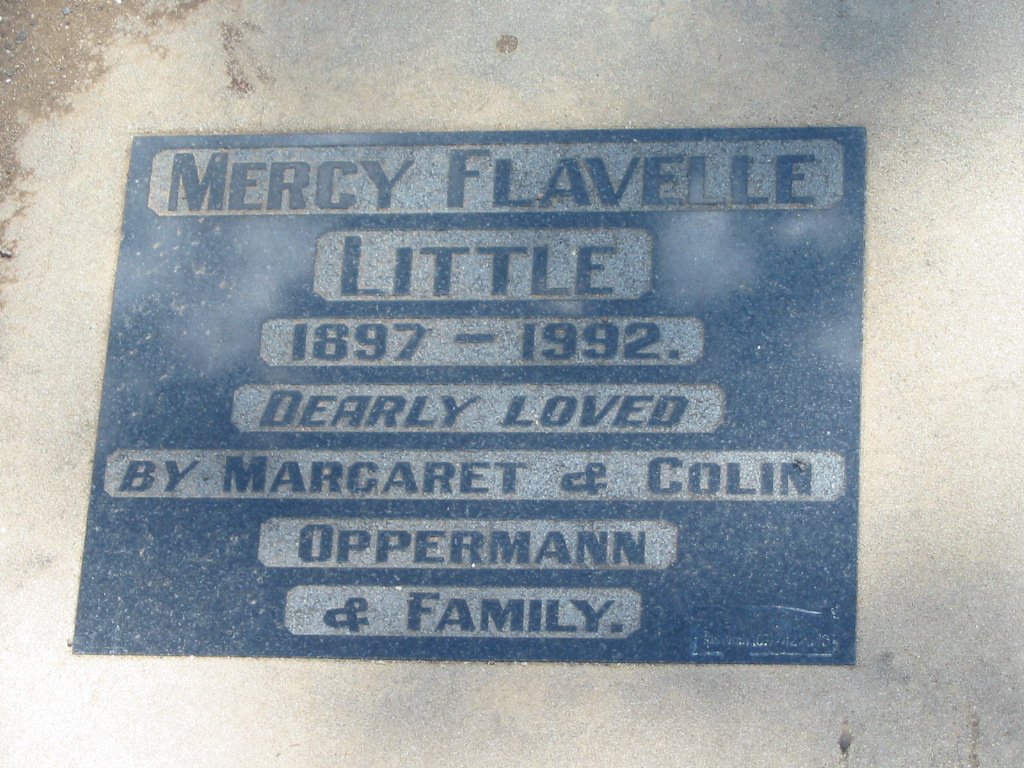 MERCY FLAVELLE
LITTLE
1897 - 1992.
DEARLY LOVED
BY MARGARET & COLIN
OPPERMANN
& FAMILY.